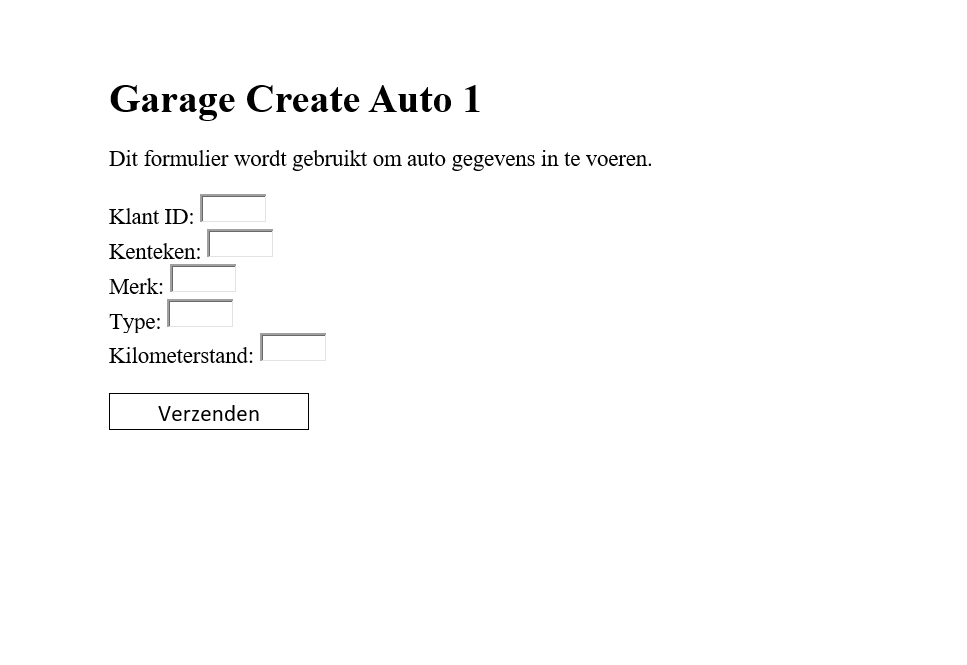 Garage Create Auto 1
Dit formulier wordt gebruikt om auto gegevens in te voeren.
Klant ID:
Kenteken:
Merk:
Type:
Kilometerstand:
Verzenden